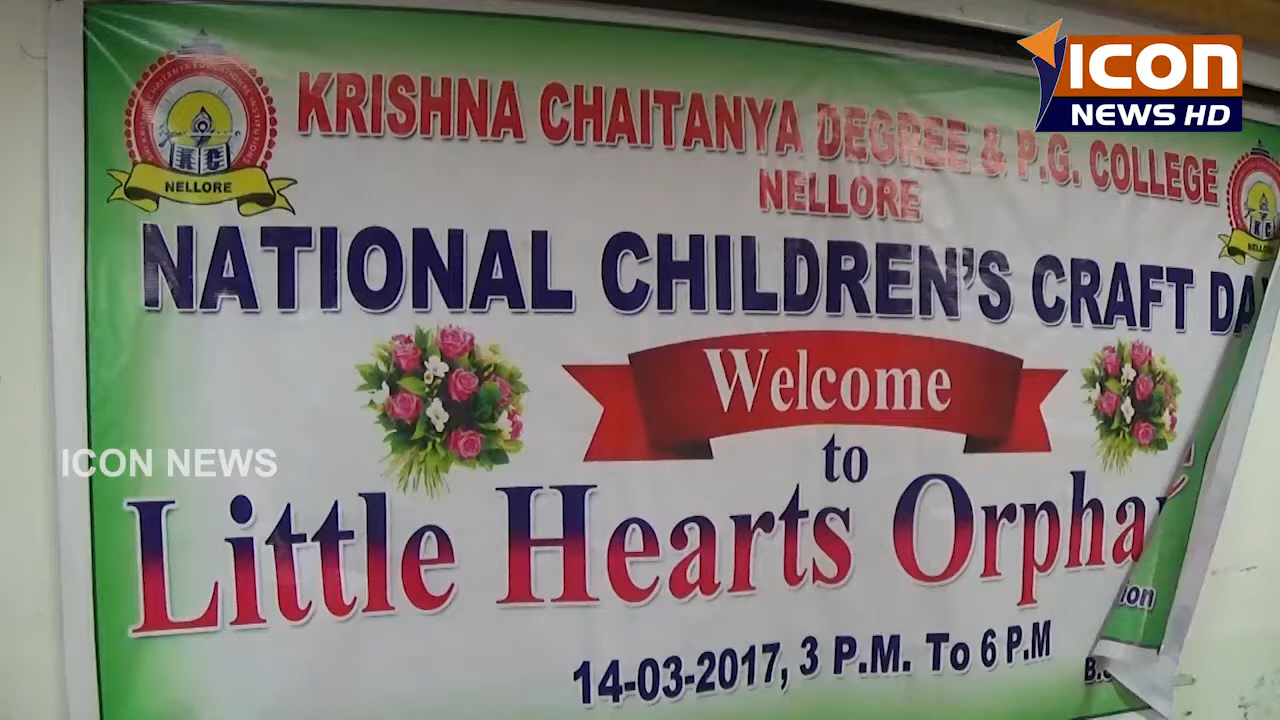 ICON
NEWS HD
KRISHNA CHAITANYA DEGREE & P.G. COLLEGE
NELLORE
KC
NELLORE
NATIONAL CHILDREN'S CRAFT DA
Welcome
to
ICON NEWS
Little Hearts Orpha
14-03-2017, 3 P.M. To 6 P.M